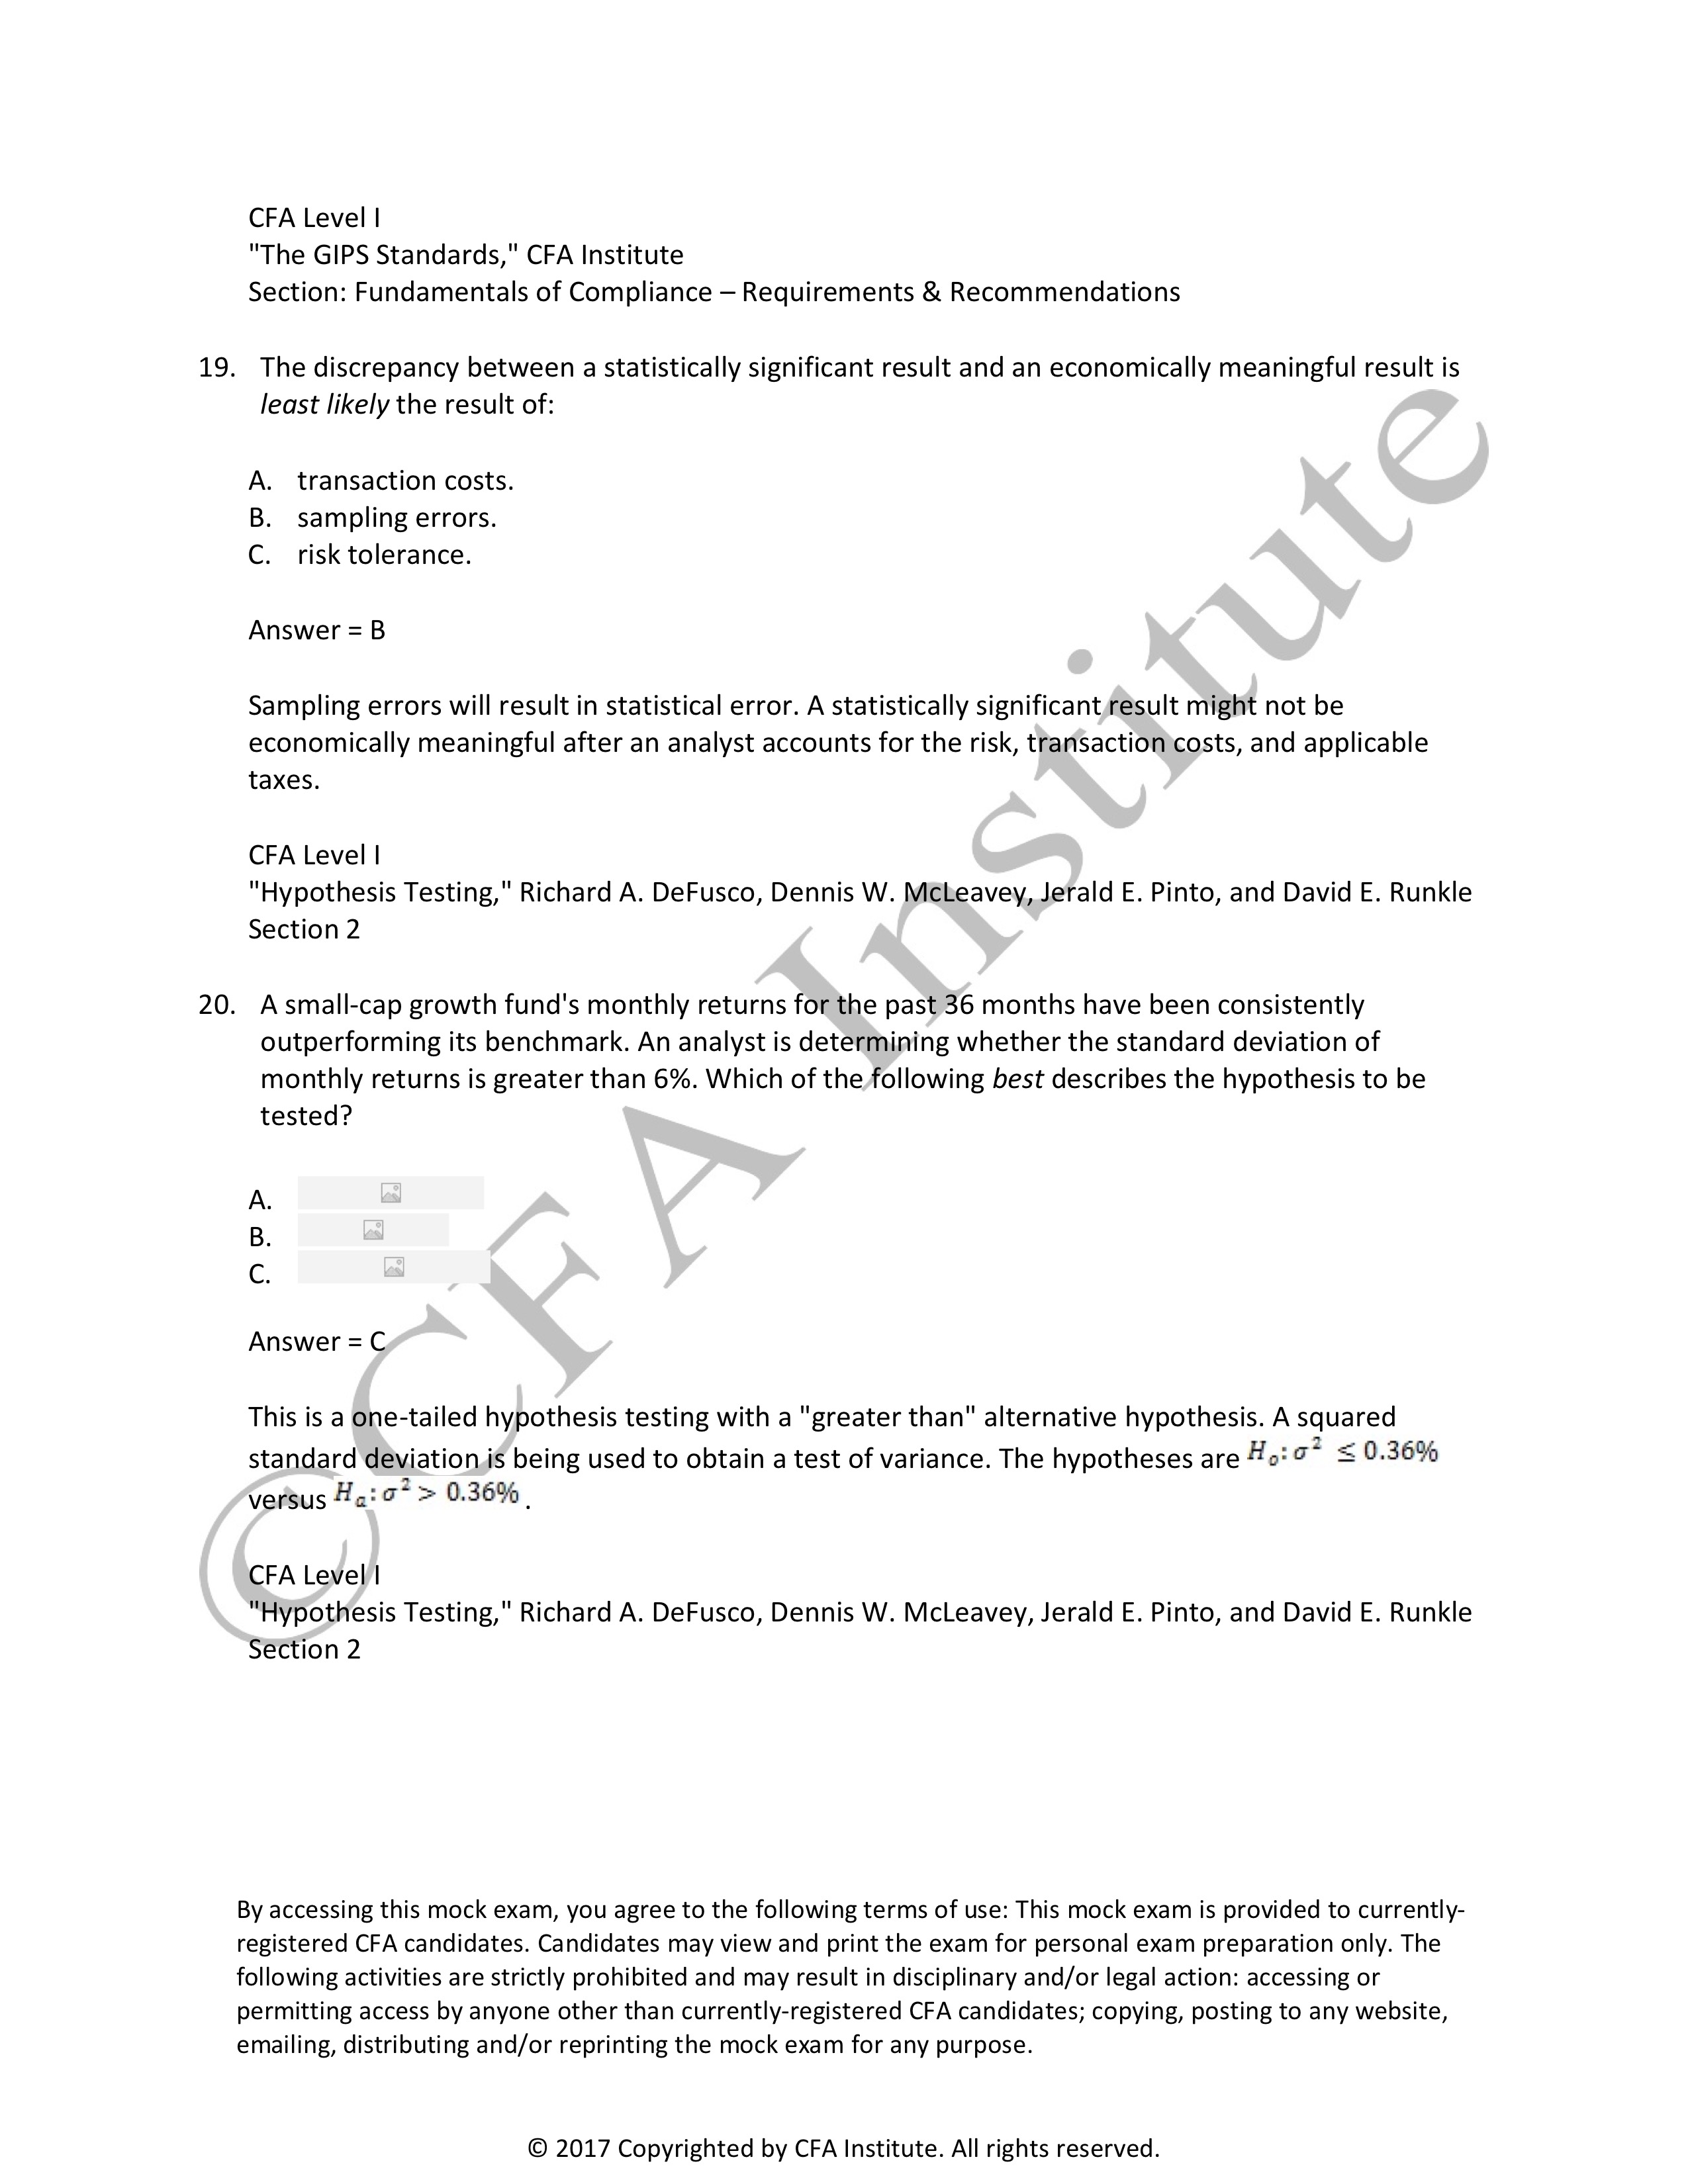 CFA Level I
"The GIPS Standards," CFA Institute
Section: Fundamentals of Compliance – Requirements & Recommendations
19. The discrepancy between a statistically significant result and an economically meaningful result is
least likely the result of:
A. transaction costs.
B. sampling errors.
C. risk tolerance.
Answer = B
Sampling errors will result in statistical error. A statistically significant result might not be
economically meaningful after an analyst accounts for the risk, transaction costs, and applicable
taxes.
CFA Level I
"Hypothesis Testing," Richard A. DeFusco, Dennis W. McLeavey, Jerald E. Pinto, and David E. Runkle
Section 2
20. A small-cap growth fund's monthly returns for the past 36 months have been consistently
outperforming its benchmark. An analyst is determining whether the standard deviation of
monthly returns is greater than 6%. Which of the following best describes the hypothesis to be
tested?
A.
B.
C.
Answer = C
This is a one-tailed hypothesis testing with a "greater than" alternative hypothesis. A squared
standard deviation is being used to obtain a test of variance. The hypotheses are Hₒ: σ² ≤ 0.36%
versus Hₐ: σ² > 0.36% .
CFA Level I
"Hypothesis Testing," Richard A. DeFusco, Dennis W. McLeavey, Jerald E. Pinto, and David E. Runkle
Section 2
© CFA Institute
By accessing this mock exam, you agree to the following terms of use: This mock exam is provided to currently-
registered CFA candidates. Candidates may view and print the exam for personal exam preparation only. The
following activities are strictly prohibited and may result in disciplinary and/or legal action: accessing or
permitting access by anyone other than currently-registered CFA candidates; copying, posting to any website,
emailing, distributing and/or reprinting the mock exam for any purpose.
© 2017 Copyrighted by CFA Institute. All rights reserved.